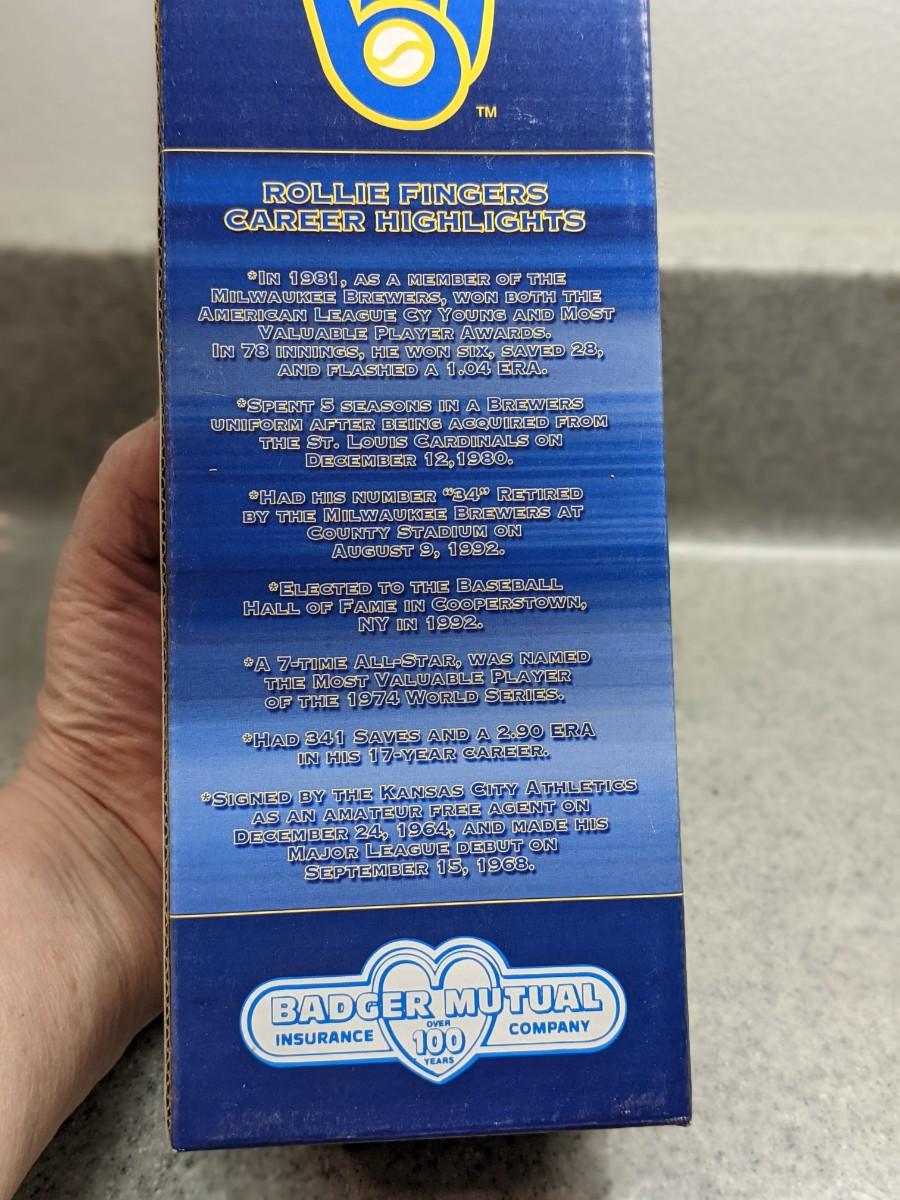 TM
ROLLIE FINGERS
CAREER HIGHLIGHTS
*IN 1981, AS A MEMBER OF THE
MILWAUKEE BREWERS, WON BOTH THE
AMERICAN LEAGUE CY YOUNG AND MOST
VALUABLE PLAYER AWARDS.
IN 78 INNINGS, HE WON SIX, SAVED 28,
AND FLASHED A 1.04 ERA.
*SPENT 5 SEASONS IN A BREWERS
UNIFORM AFTER BEING ACQUIRED FROM
THE ST. LOUIS CARDINALS ON
DECEMBER 12,1980.
*HAD HIS NUMBER “34” RETIRED
BY THE MILWAUKEE BREWERS AT
COUNTY STADIUM ON
AUGUST 9, 1992.
*ELECTED TO THE BASEBALL
HALL OF FAME IN COOPERSTOWN,
NY IN 1992.
*A 7-TIME ALL-STAR, WAS NAMED
THE MOST VALUABLE PLAYER
OF THE 1974 WORLD SERIES.
*HAD 341 SAVES AND A 2.90 ERA
IN HIS 17-YEAR CAREER.
*SIGNED BY THE KANSAS CITY ATHLETICS
AS AN AMATEUR FREE AGENT ON
DECEMBER 24, 1964, AND MADE HIS
MAJOR LEAGUE DEBUT ON
SEPTEMBER 15, 1968.
BADGER MUTUAL
INSURANCE COMPANY
OVER
100
YEARS